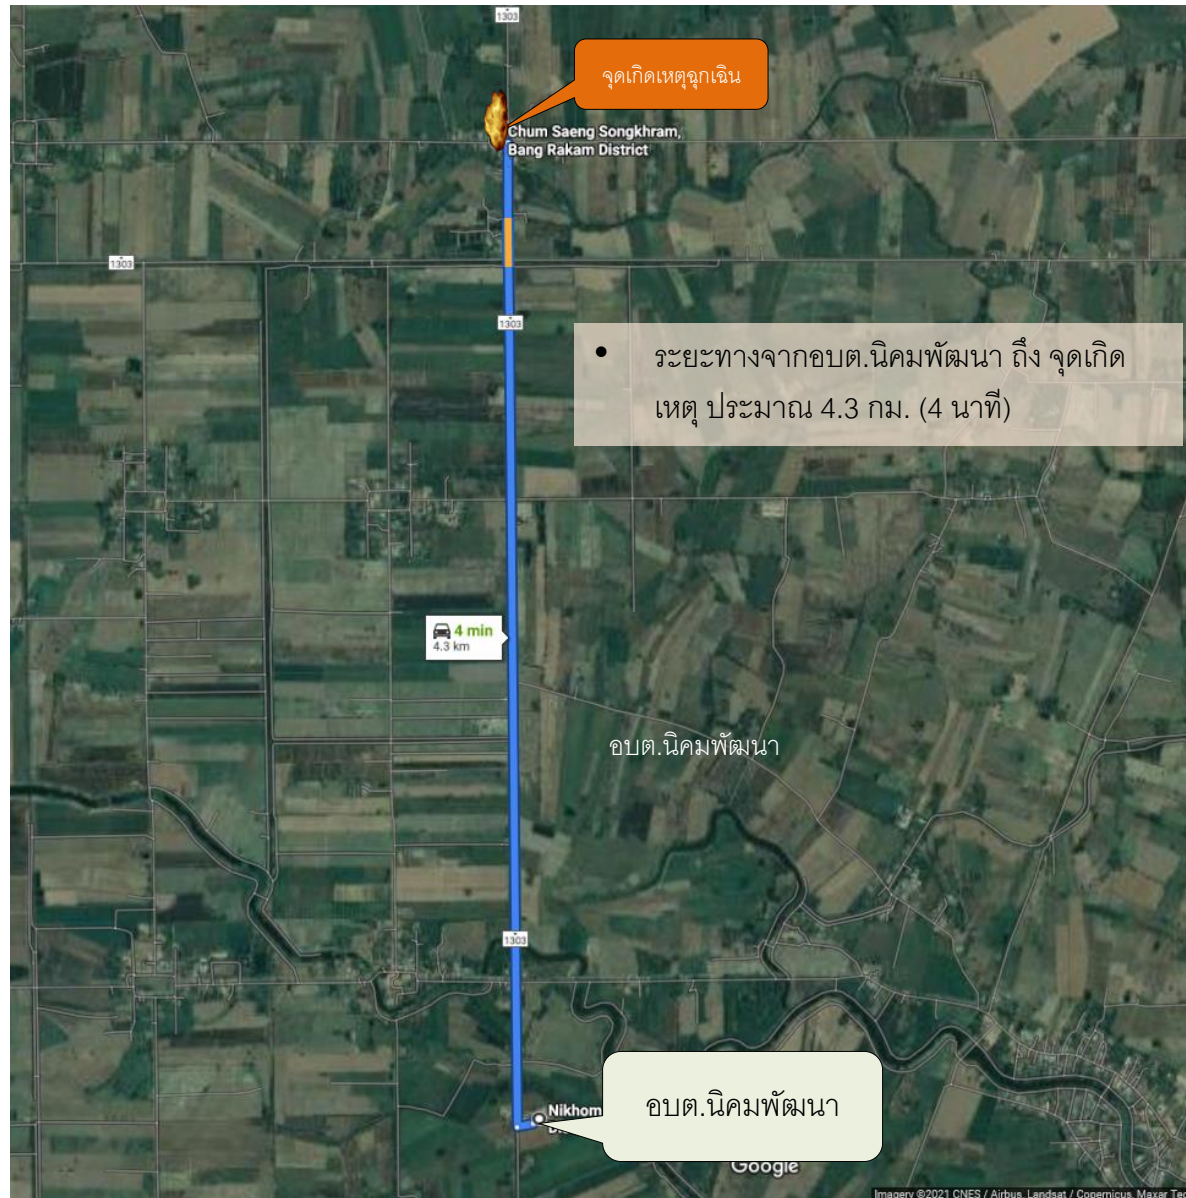 1303
จุดเกิดเหตุฉุกเฉิน
Chum Saeng Songkhram,
Bang Rakam District
1303
1303
• ระยะทางจากอบต.นิคมพัฒนา ถึง จุดเกิด
เหตุ ประมาณ 4.3 กม. (4 นาที)
4 min
4.3 km
อบต.นิคมพัฒนา
1303
Nikhom
อบต.นิคมพัฒนา
Google
Imagery ©2021 CNES / Airbus, Landsat / Copernicus, Maxar Te